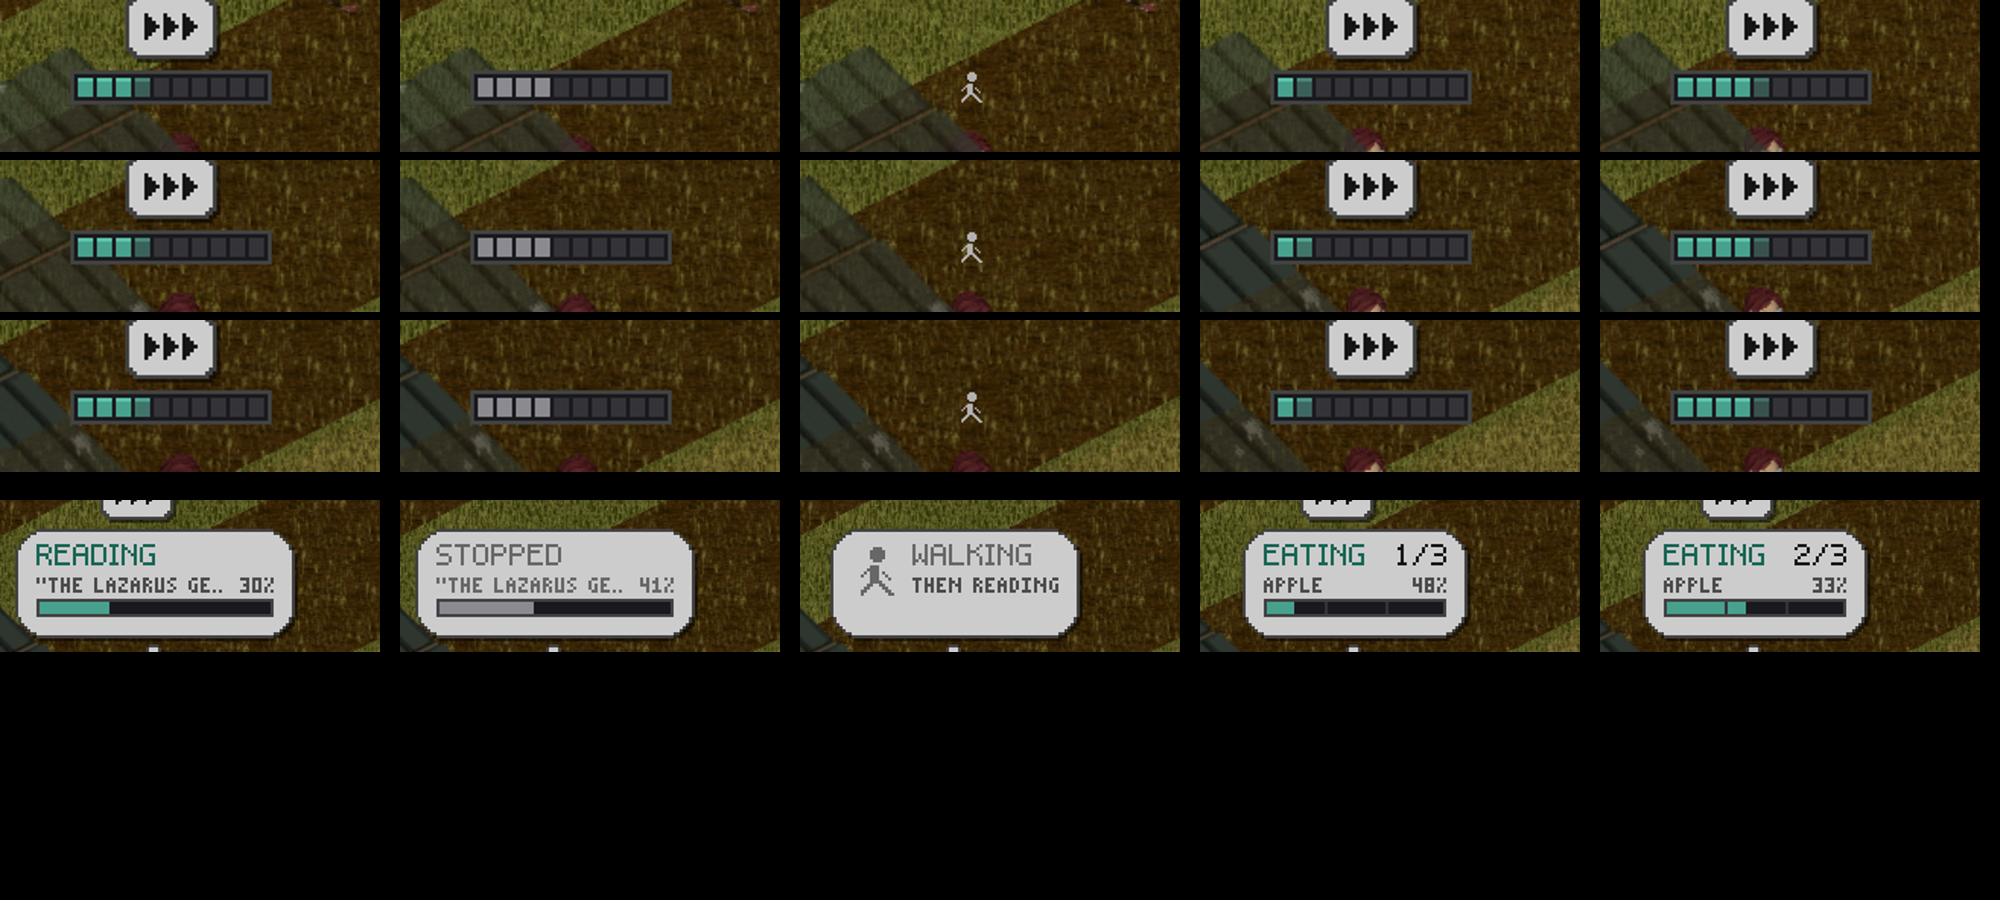 READING
"THE LAZARUS GE.. 30%
STOPPED
"THE LAZARUS GE.. 41%
WALKING
THEN READING
EATING 1/3
APPLE 48%
EATING 2/3
APPLE 33%